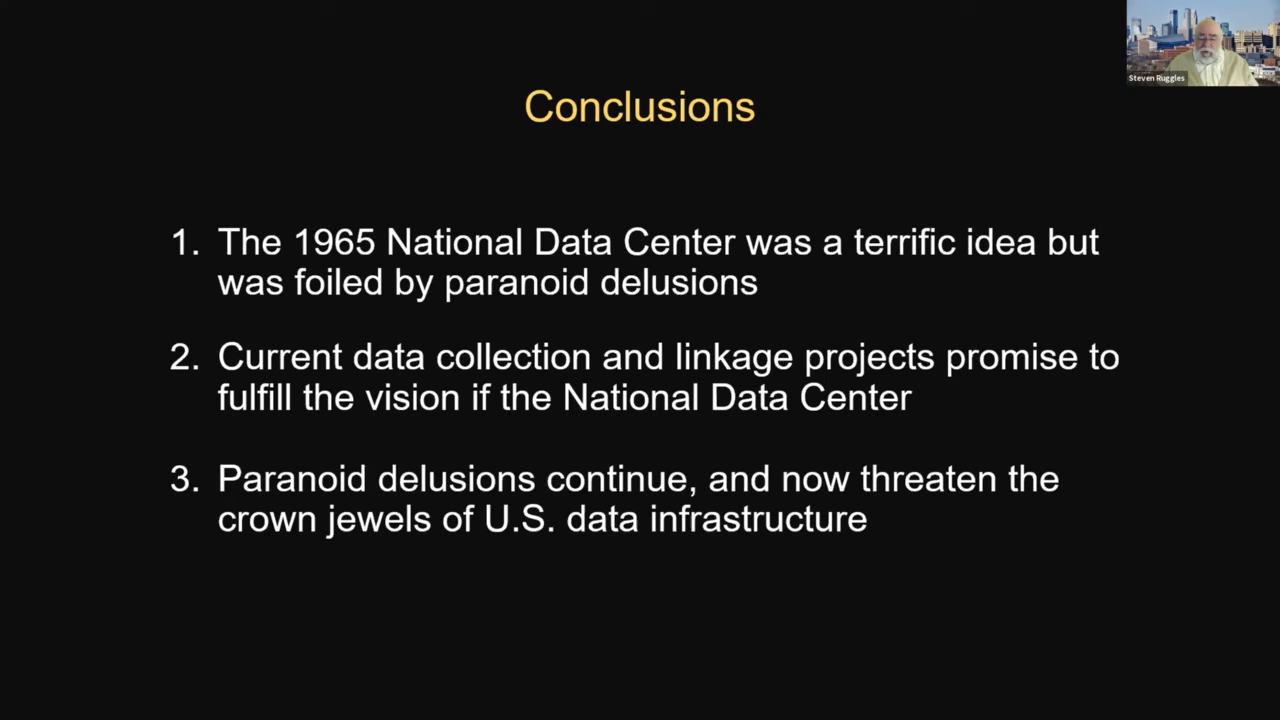 Steven Ruggles
Conclusions
1. The 1965 National Data Center was a terrific idea but
was foiled by paranoid delusions
2. Current data collection and linkage projects promise to
fulfill the vision if the National Data Center
3. Paranoid delusions continue, and now threaten the
crown jewels of U.S. data infrastructure